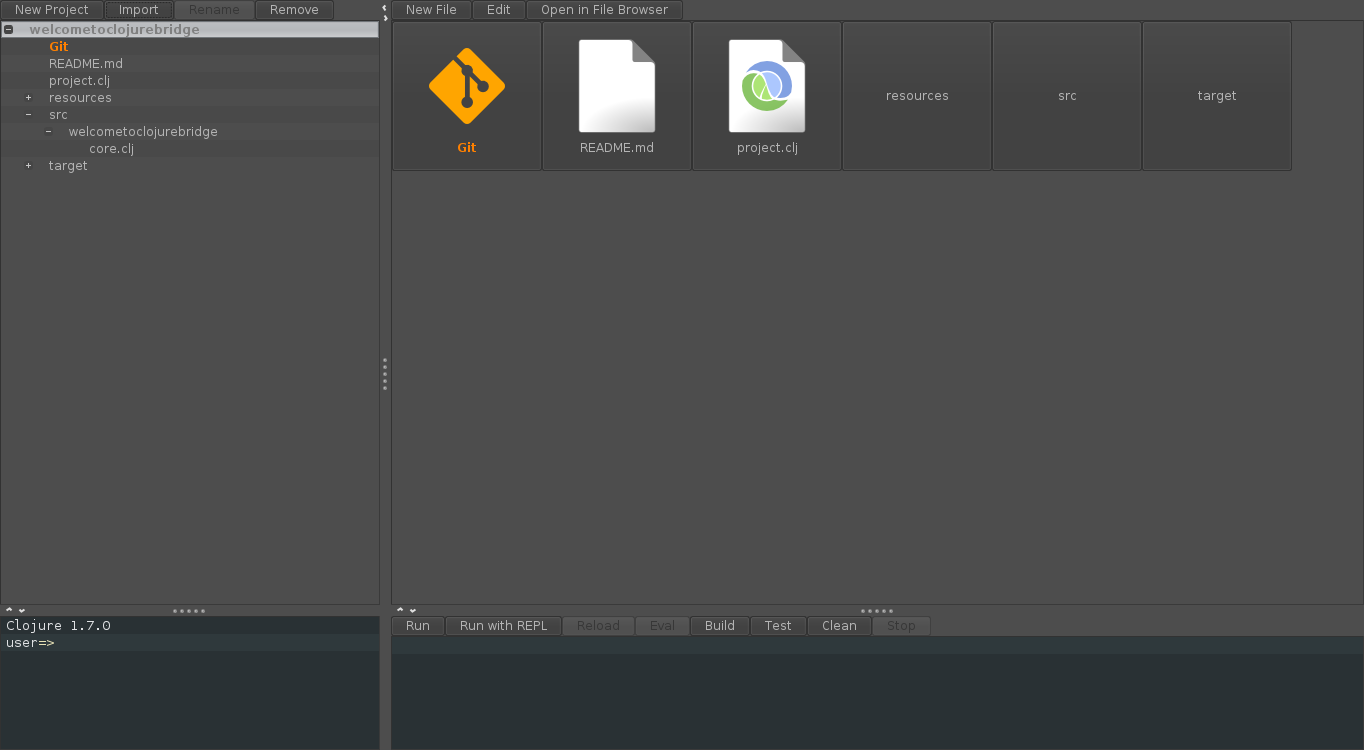 New Project Import Rename Remove
New File Edit Open in File Browser
welcometoclojurebridge
Git
README.md
project.clj
resources
src
welcometoclojurebridge
core.clj
target
Git README.md project.clj resources src target
Clojure 1.7.0
user=>
Run Run with REPL Reload Eval Build Test Clean Stop